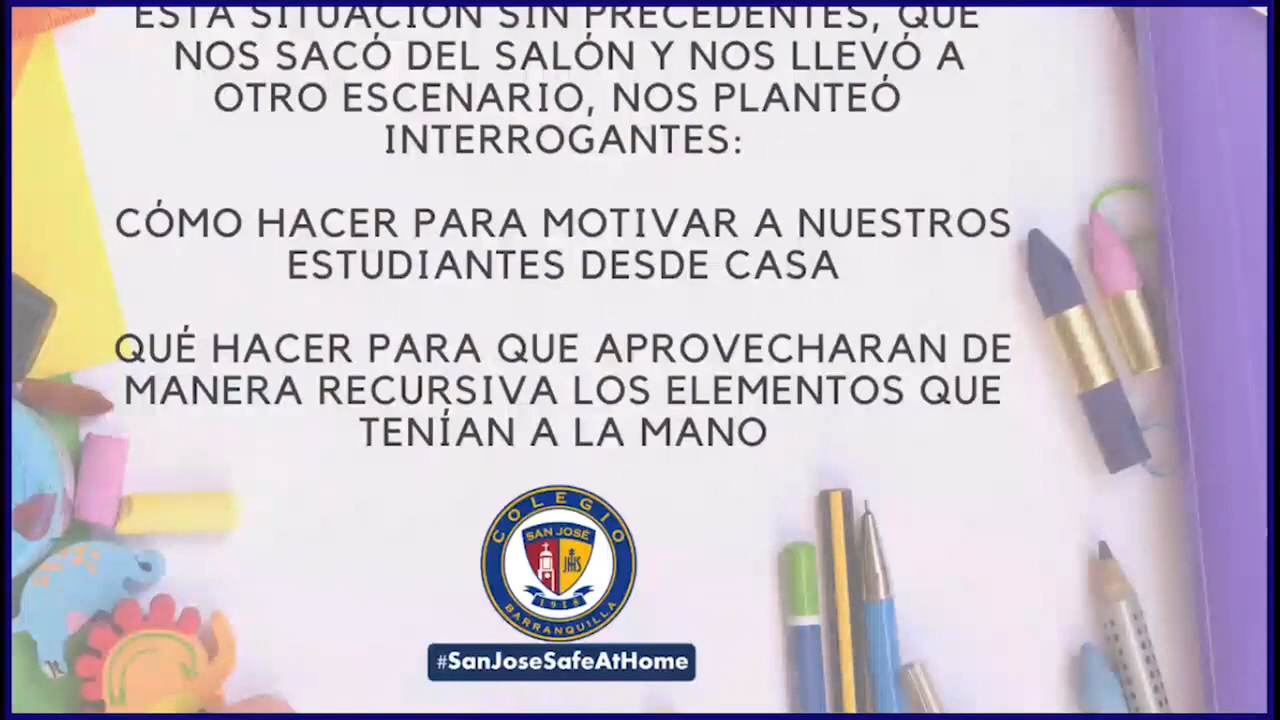 ESTA SITUACIÓN SIN PRECEDENTES, QUE
NOS SACÓ DEL SALÓN Y NOS LLEVÓ A
OTRO ESCENARIO, NOS PLANTEÓ
INTERROGANTES:
CÓMO HACER PARA MOTIVAR A NUESTROS
ESTUDIANTES DESDE CASA
QUÉ HACER PARA QUE APROVECHARAN DE
MANERA RECURSIVA LOS ELEMENTOS QUE
TENÍAN A LA MANO
COLEGIO
SAN JOSÉ
JHS
1918
BARRANQUILLA
#SanJoseSafeAtHome